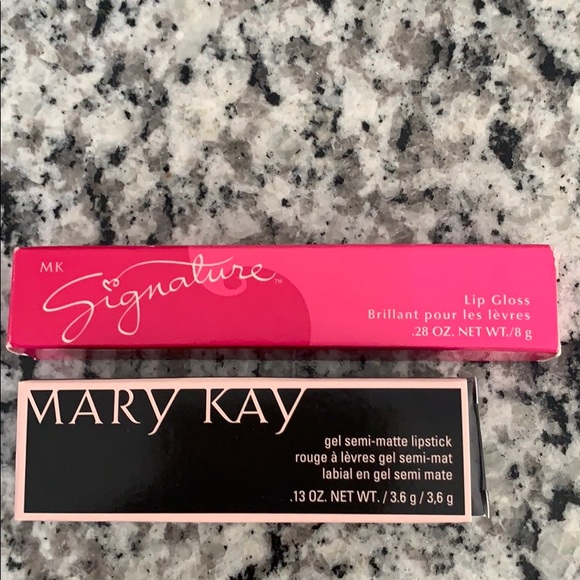 MK
Signature™
Lip Gloss
Brillant pour les lèvres
.28 OZ. NET WT./8 g
MARY KAY
gel semi-matte lipstick
rouge à lèvres gel semi-mat
labial en gel semi mate
.13 OZ. NET WT. / 3.6 g / 3,6 g